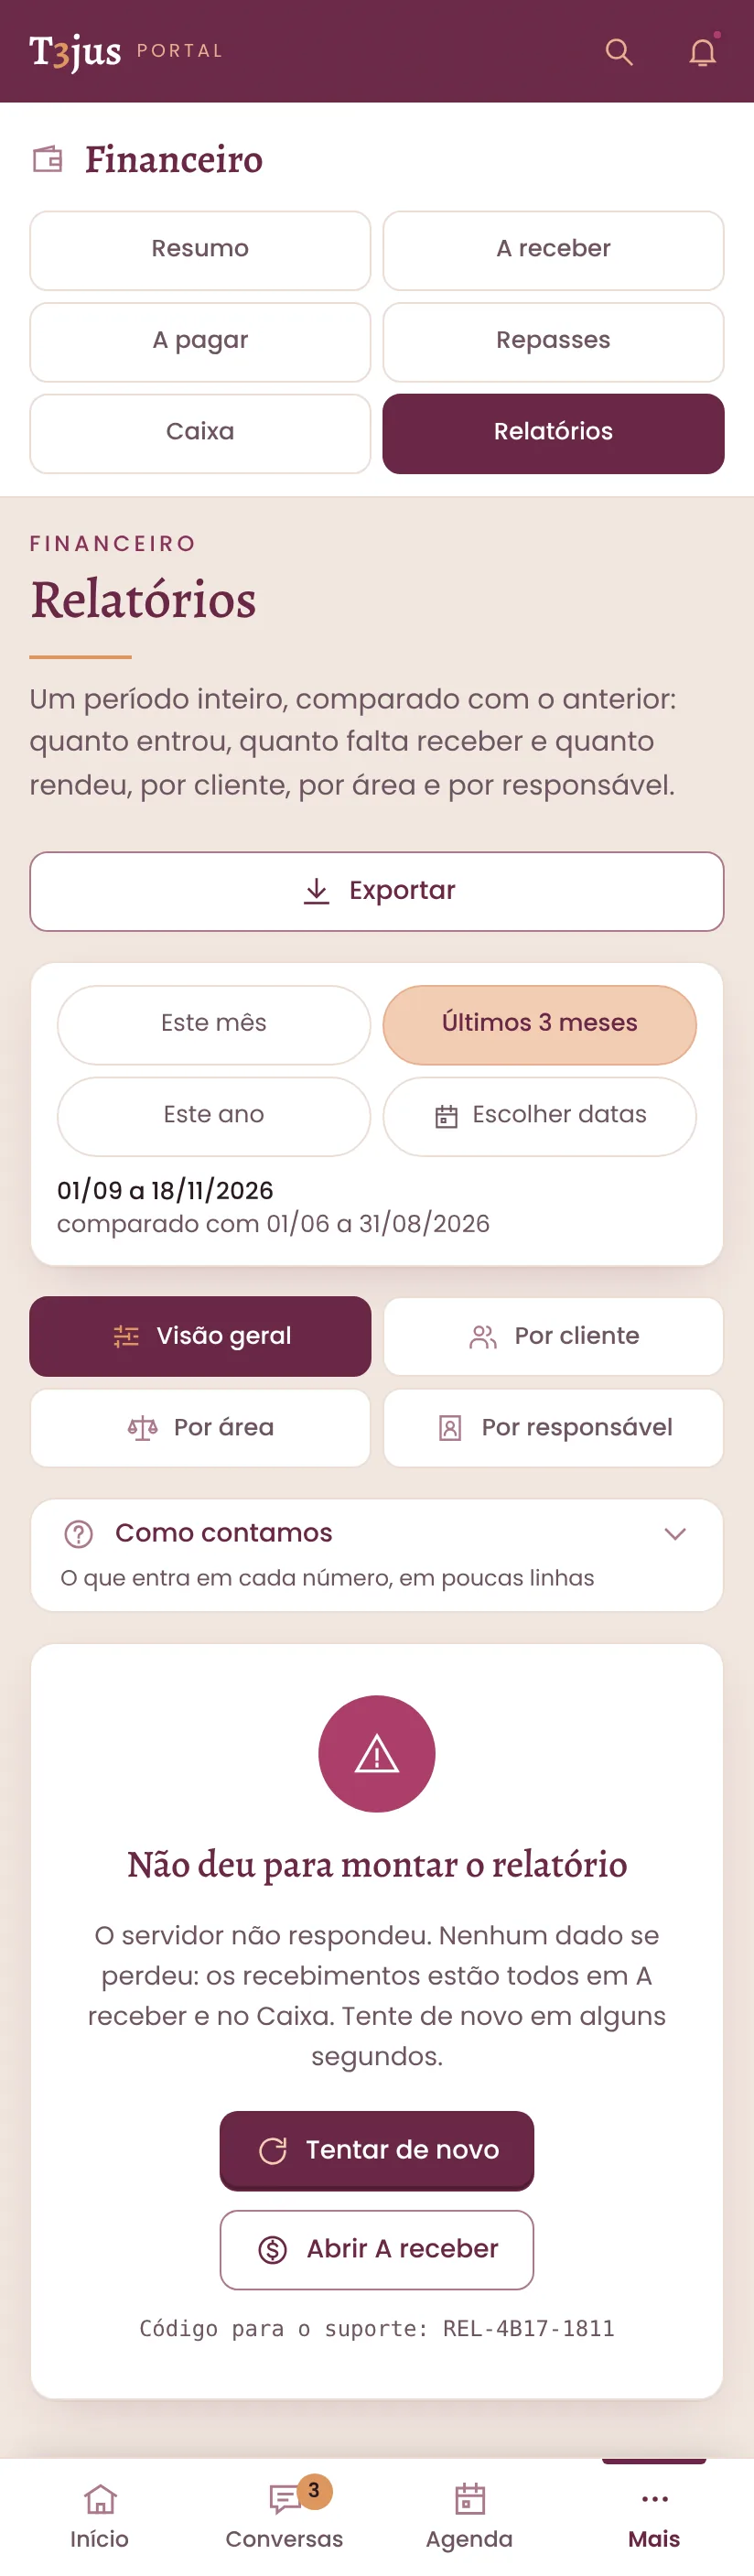 T3jus PORTAL
Financeiro
Resumo
A receber
A pagar
Repasses
Caixa
Relatórios
FINANCEIRO
Relatórios
Um período inteiro, comparado com o anterior:
quanto entrou, quanto falta receber e quanto
rendeu, por cliente, por área e por responsável.
Exportar
Este mês
Últimos 3 meses
Este ano
Escolher datas
01/09 a 18/11/2026
comparado com 01/06 a 31/08/2026
Visão geral
Por cliente
Por área
Por responsável
Como contamos
O que entra em cada número, em poucas linhas
Não deu para montar o relatório
O servidor não respondeu. Nenhum dado se
perdeu: os recebimentos estão todos em A
receber e no Caixa. Tente de novo em alguns
segundos.
Tentar de novo
Abrir A receber
Código para o suporte: REL-4B17-1811
3
Início
Conversas
Agenda
Mais